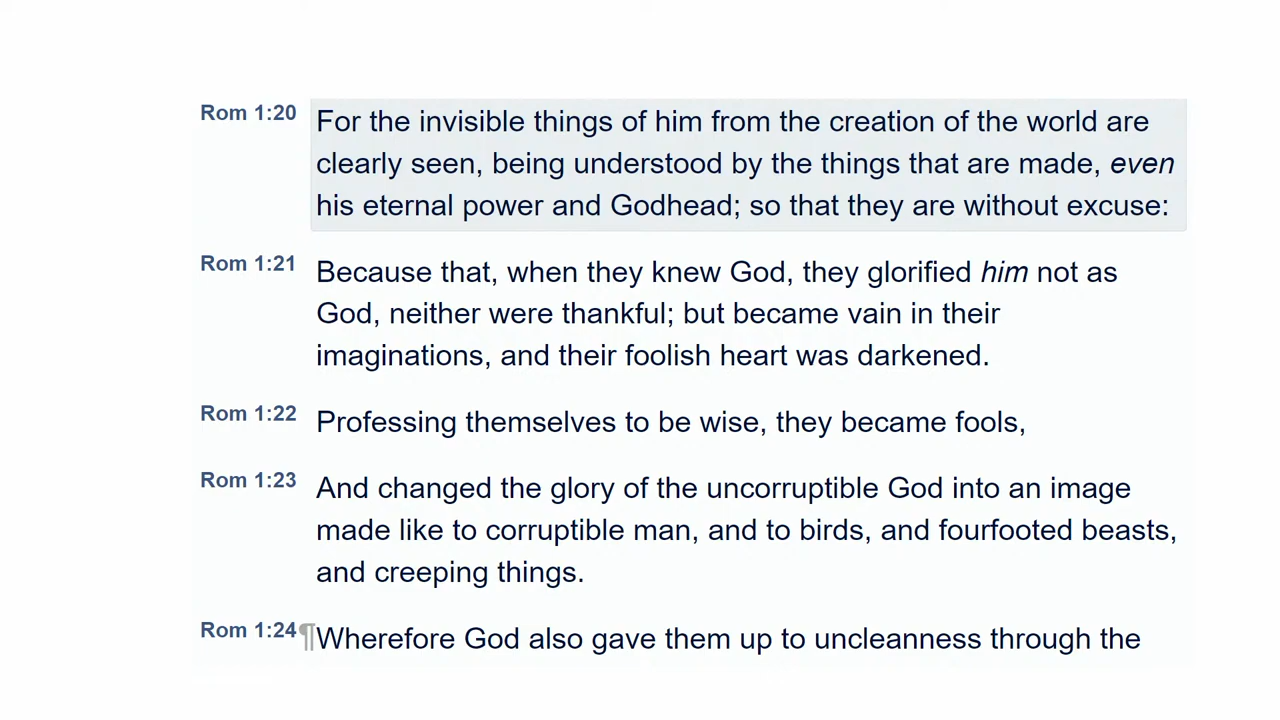 Rom 1:20 For the invisible things of him from the creation of the world are
clearly seen, being understood by the things that are made, even
his eternal power and Godhead; so that they are without excuse:
Rom 1:21 Because that, when they knew God, they glorified him not as
God, neither were thankful; but became vain in their
imaginations, and their foolish heart was darkened.
Rom 1:22 Professing themselves to be wise, they became fools,
Rom 1:23 And changed the glory of the uncorruptible God into an image
made like to corruptible man, and to birds, and fourfooted beasts,
and creeping things.
Rom 1:24 ¶Wherefore God also gave them up to uncleanness through the